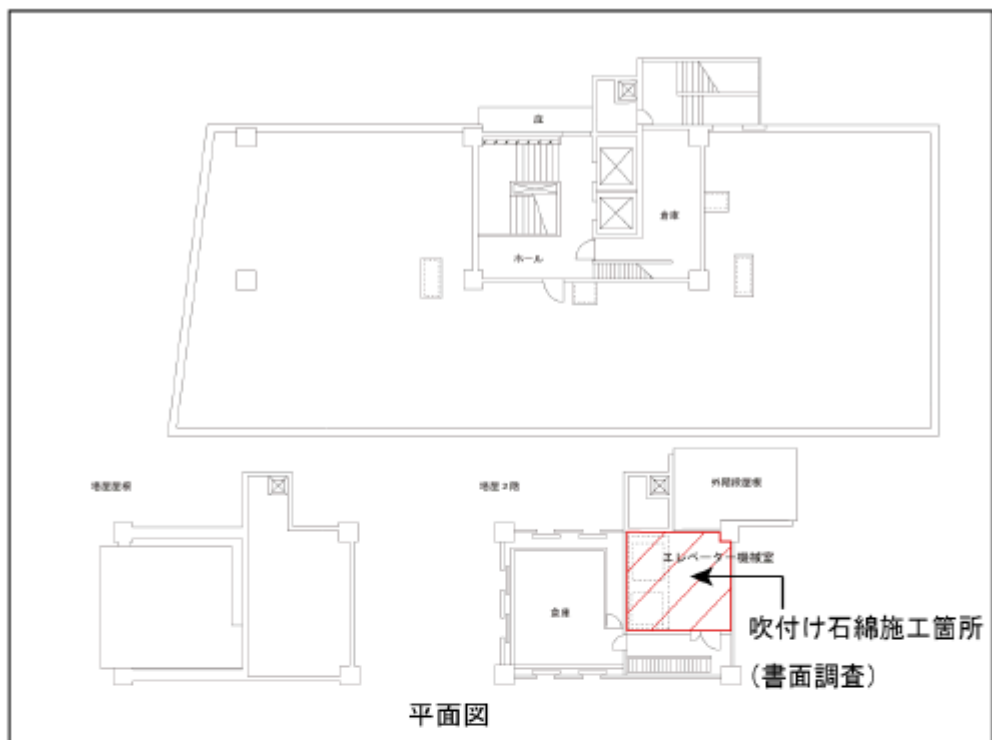 庇
倉庫
ホール
塔屋屋根
塔屋2階
外階段屋根
エレベーター機械室
倉庫
吹付け石綿施工箇所
(書面調査)
平面図